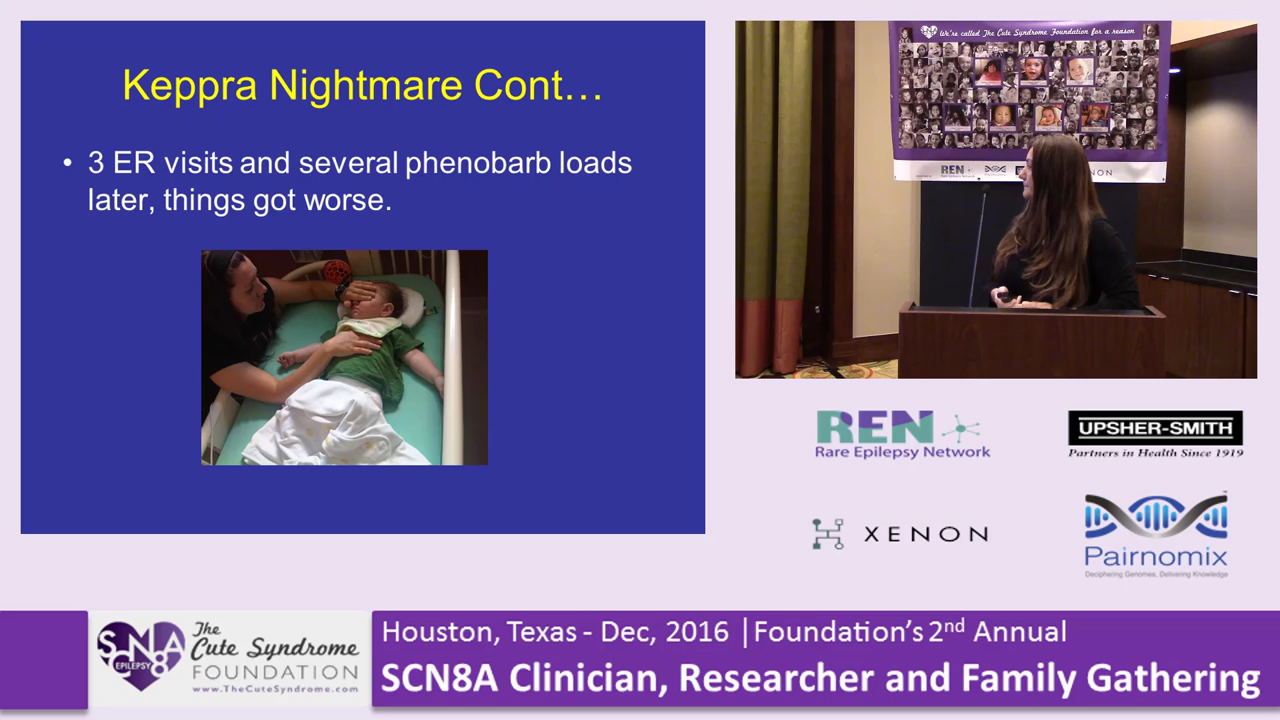 Keppra Nightmare Cont…
• 3 ER visits and several phenobarb loads
later, things got worse.
We're called The Cute Syndrome Foundation for a reason
REN
NON
REN
Rare Epilepsy Network
UPSHER-SMITH
Partners in Health Since 1919
XENON
Pairnomix
Deciphering Genomes, Delivering Knowledge
SCN8A
EPILEPSY
The
Cute Syndrome
FOUNDATION
www.TheCuteSyndrome.com
Houston, Texas - Dec, 2016 |Foundation's 2nd Annual
SCN8A Clinician, Researcher and Family Gathering